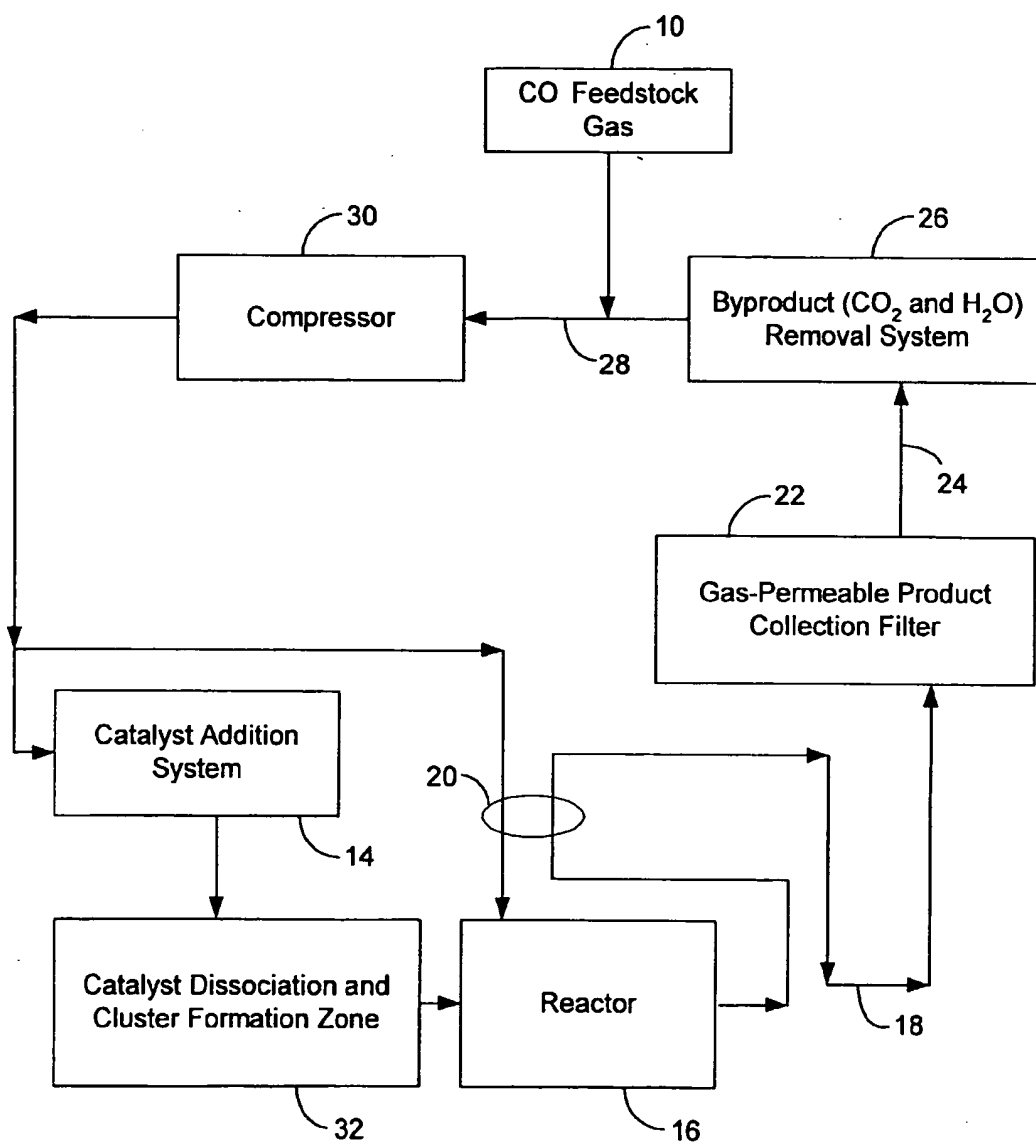 10
CO Feedstock
Gas
30
26
Compressor
Byproduct (CO₂ and H₂O)
Removal System
28
24
22
Gas-Permeable Product
Collection Filter
Catalyst Addition
System
20
14
Catalyst Dissociation and
Cluster Formation Zone
Reactor
18
32
16